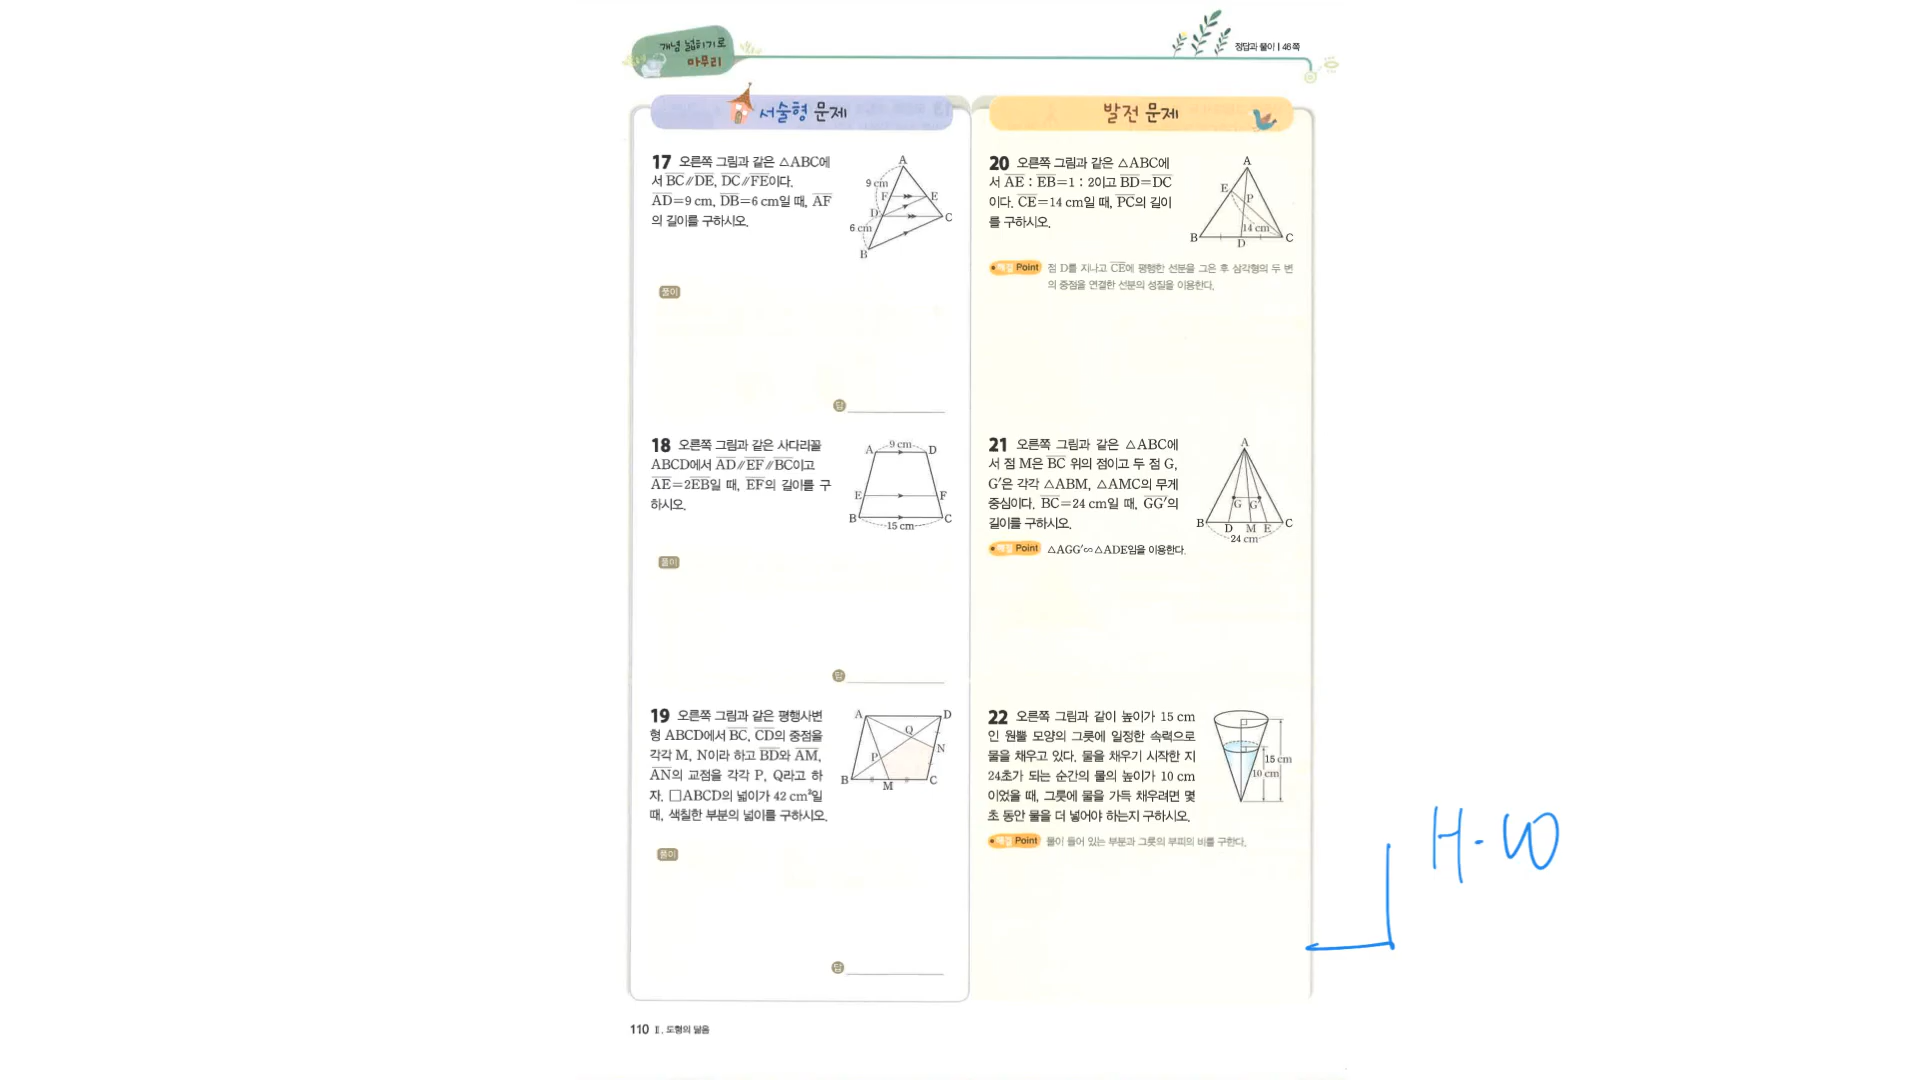 개념 넓히기로
마무리
정답과 풀이 | 46쪽
서술형 문제
17 오른쪽 그림과 같은 △ABC에
서 BC∥DE, DC∥FE이다.
AD=9 cm, DB=6 cm일 때, AF
의 길이를 구하시오.
A
9 cm
F
E
D
C
6 cm
B
풀이
답
18 오른쪽 그림과 같은 사다리꼴
ABCD에서 AD∥EF∥BC이고
AE=2EB일 때, EF의 길이를 구
하시오.
A
9 cm
D
E
F
B
15 cm
C
풀이
답
19 오른쪽 그림과 같은 평행사변
형 ABCD에서 BC, CD의 중점을
각각 M, N이라 하고 BD와 AM,
AN의 교점을 각각 P, Q라고 하
자. □ABCD의 넓이가 42 cm²일
때, 색칠한 부분의 넓이를 구하시오.
A
D
Q
N
P
B
M
C
풀이
답
발전 문제
20 오른쪽 그림과 같은 △ABC에
서 AE : EB=1 : 2이고 BD=DC
이다. CE=14 cm일 때, PC의 길이
를 구하시오.
A
E
P
14 cm
B
D
C
해결 Point 점 D를 지나고 CE에 평행한 선분을 그은 후 삼각형의 두 변
의 중점을 연결한 선분의 성질을 이용한다.
21 오른쪽 그림과 같은 △ABC에
서 점 M은 BC 위의 점이고 두 점 G,
G′은 각각 △ABM, △AMC의 무게
중심이다. BC=24 cm일 때, GG′의
길이를 구하시오.
A
G G′
B D M E C
24 cm
해결 Point △AGG′∽△ADE임을 이용한다.
22 오른쪽 그림과 같이 높이가 15 cm
인 원뿔 모양의 그릇에 일정한 속력으로
물을 채우고 있다. 물을 채우기 시작한 지
24초가 되는 순간의 물의 높이가 10 cm
이었을 때, 그릇에 물을 가득 채우려면 몇
초 동안 물을 더 넣어야 하는지 구하시오.
15 cm
10 cm
해결 Point 물이 들어 있는 부분과 그릇의 부피의 비를 구한다.
H.W
110 Ⅱ. 도형의 닮음